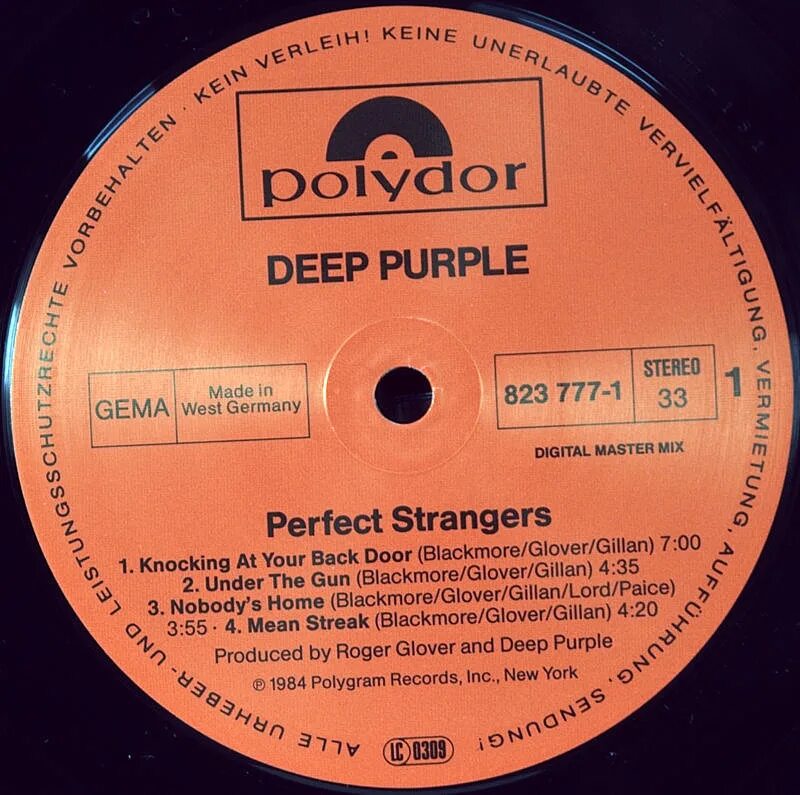 ALLE URHEBER- UND LEISTUNGSSCHUTZRECHTE VORBEHALTEN · KEIN VERLEIH! KEINE UNERLAUBTE VERVIELFÄLTIGUNG, VERMIETUNG, AUFFÜHRUNG, SENDUNG!
polydor
DEEP PURPLE
GEMA
Made in
West Germany
823 777-1
STEREO
33
1
DIGITAL MASTER MIX
Perfect Strangers
1. Knocking At Your Back Door (Blackmore/Glover/Gillan) 7:00
2. Under The Gun (Blackmore/Glover/Gillan) 4:35
3. Nobody's Home (Blackmore/Glover/Gillan/Lord/Paice)
3:55 · 4. Mean Streak (Blackmore/Glover/Gillan) 4:20
Produced by Roger Glover and Deep Purple
℗ 1984 Polygram Records, Inc., New York
LC 0309